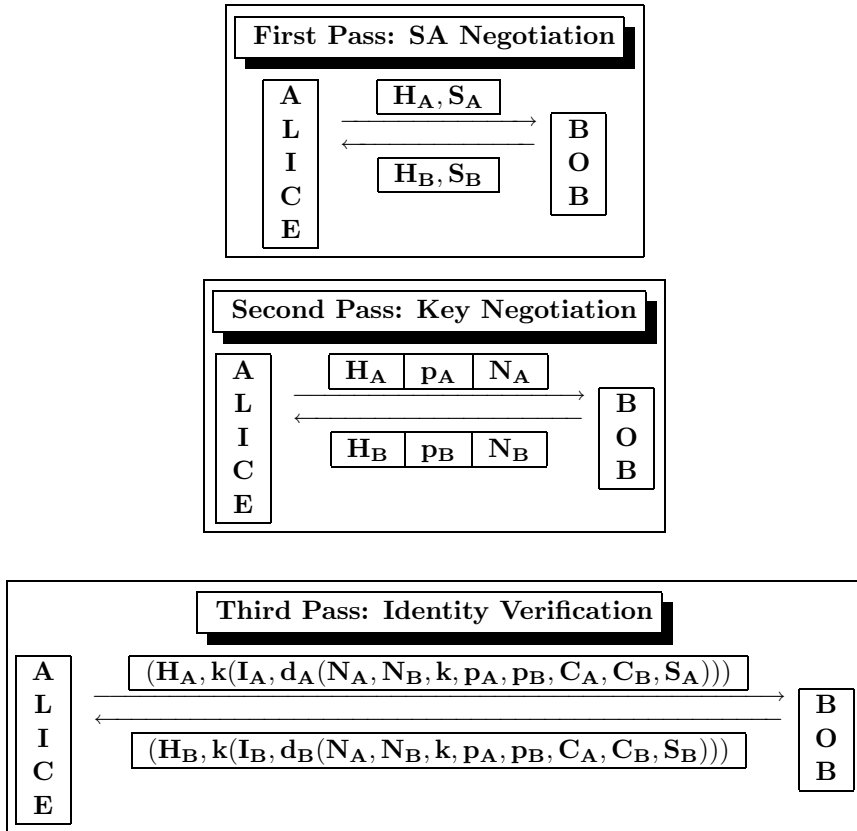 First Pass: SA Negotiation
A
L
I
C
E
H_A, S_A
H_B, S_B
B
O
B
Second Pass: Key Negotiation
A
L
I
C
E
H_A p_A N_A
H_B p_B N_B
B
O
B
Third Pass: Identity Verification
A
L
I
C
E
(H_A, k(I_A, d_A(N_A, N_B, k, p_A, p_B, C_A, C_B, S_A)))
(H_B, k(I_B, d_B(N_A, N_B, k, p_A, p_B, C_A, C_B, S_B)))
B
O
B